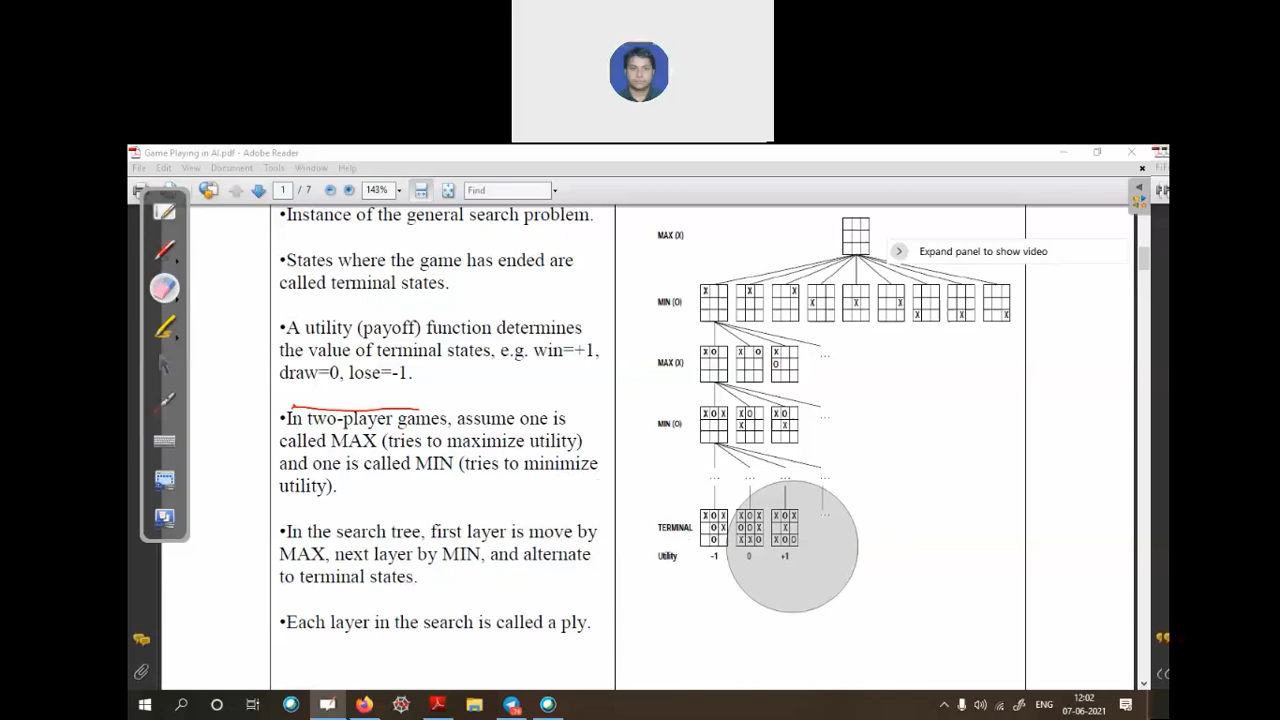 Game Playing in AI.pdf - Adobe Reader
File Edit View Document Tools Window Help
1 / 7 143% Find
•Instance of the general search problem.
•States where the game has ended are
called terminal states.
•A utility (payoff) function determines
the value of terminal states, e.g. win=+1,
draw=0, lose=-1.
•In two-player games, assume one is
called MAX (tries to maximize utility)
and one is called MIN (tries to minimize
utility).
•In the search tree, first layer is move by
MAX, next layer by MIN, and alternate
to terminal states.
•Each layer in the search is called a ply.
MAX (X)
Expand panel to show video
MIN (O)
X X X X X X X X X
MAX (X)
X O X O X ...
O
MIN (O)
X O X X O X O ...
X X
... ... ... ...
TERMINAL
X O X X O X X O X ...
O X O O X X
O X X O X O O
Utility -1 0 +1
ENG
12:02
07-06-2021